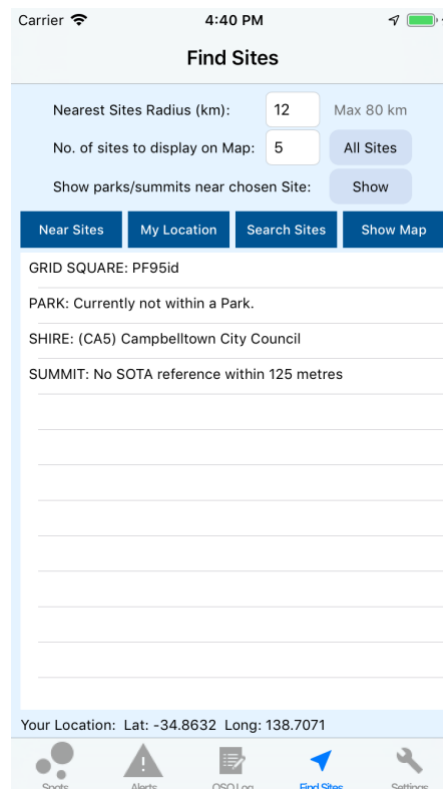 Carrier 4:40 PM
Find Sites
Nearest Sites Radius (km): 12 Max 80 km
No. of sites to display on Map: 5 All Sites
Show parks/summits near chosen Site: Show
Near Sites My Location Search Sites Show Map
GRID SQUARE: PF95id
PARK: Currently not within a Park.
SHIRE: (CA5) Campbelltown City Council
SUMMIT: No SOTA reference within 125 metres
Your Location: Lat: -34.8632 Long: 138.7071
Spots Alerts QSO Log Find Sites Settings